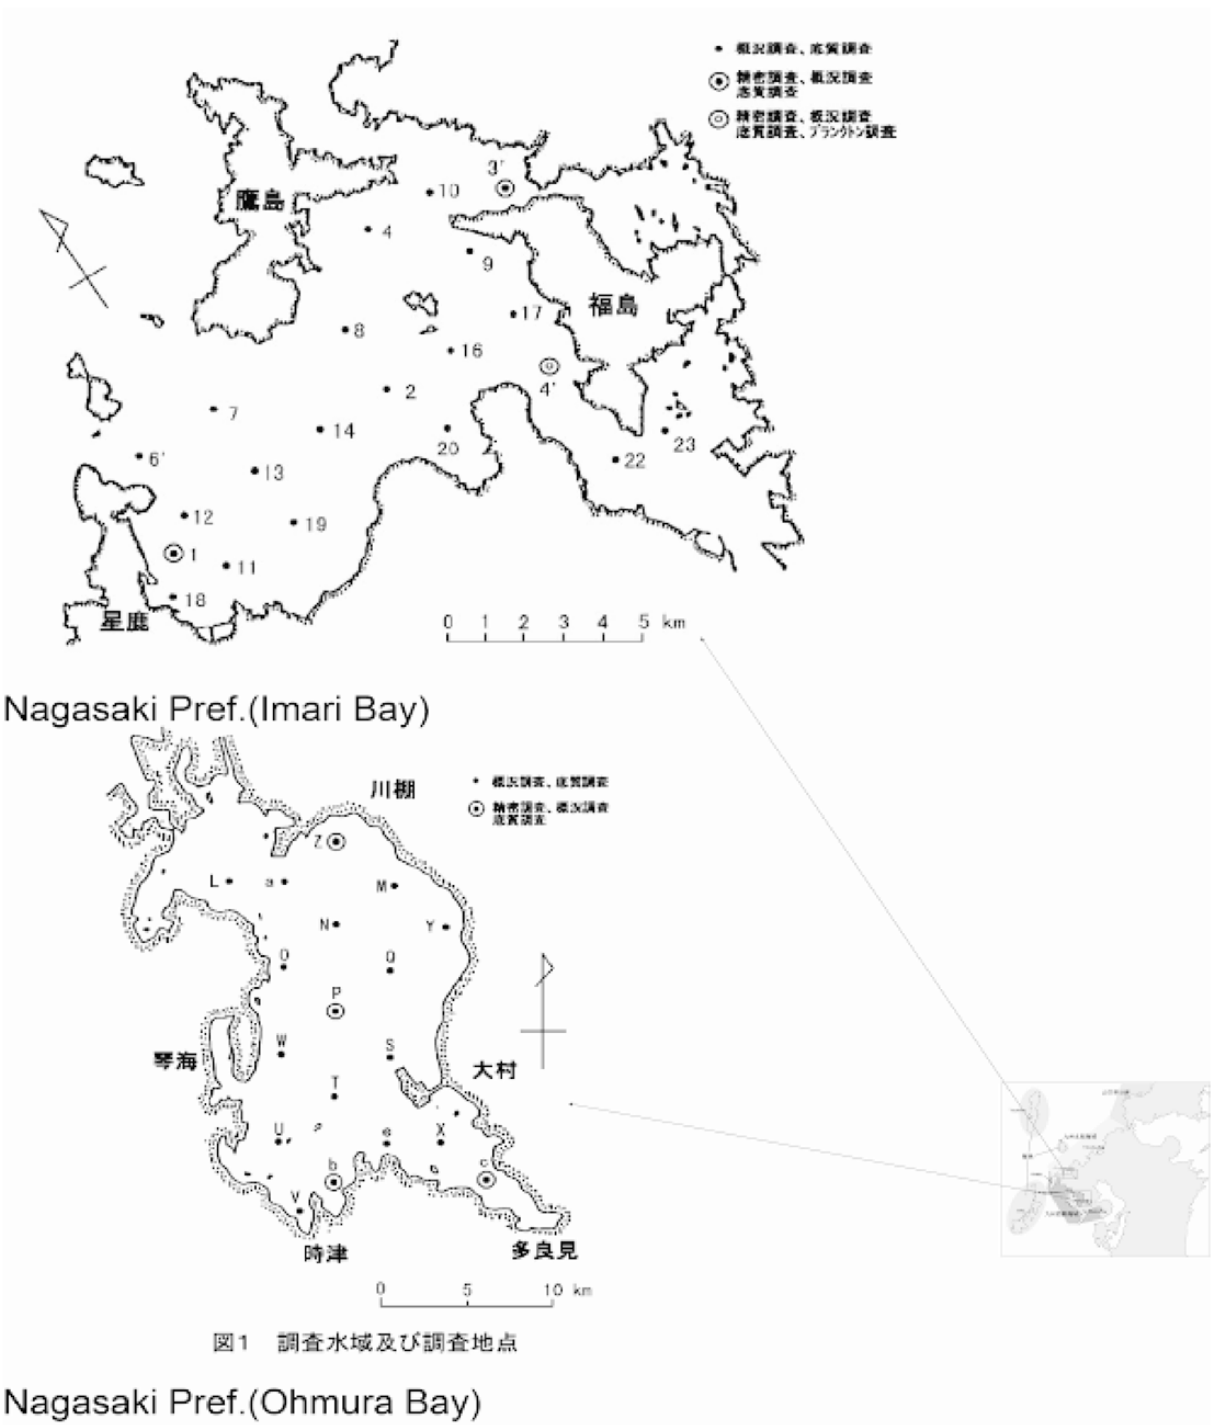 概況調査、底質調査
精密調査、概況調査
底質調査
精密調査、概況調査
底質調査、プランクトン調査
3'
10
鷹島
4
9
福島
17
8
16
4'
2
7
14
20
23
6'
13
22
12
19
1
11
18
星鹿
0 1 2 3 4 5 km
Nagasaki Pref.(Imari Bay)
川棚
概況調査、底質調査
精密調査、概況調査
底質調査
Z
L a M
N Y
O Q
P
W S
琴海
大村
T
U e X
b c
V
時津
多良見
0 5 10 km
図1 調査水域及び調査地点
Nagasaki Pref.(Ohmura Bay)